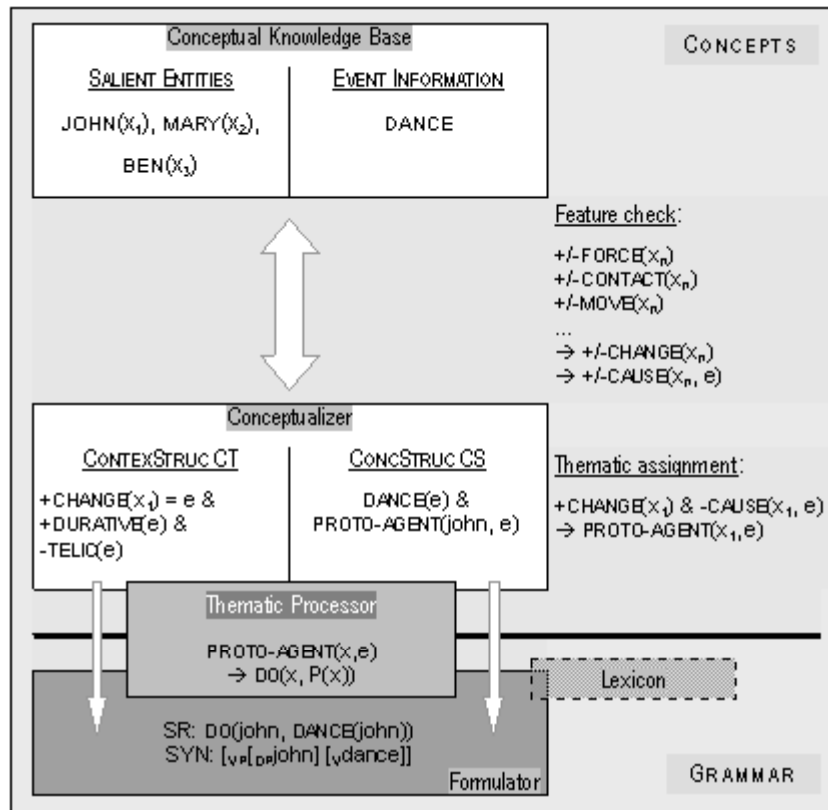 Conceptual Knowledge Base
CONCEPTS
SALIENT ENTITIES
EVENT INFORMATION
JOHN(x₁), MARY(x₂),
BEN(x₃)
DANCE
Feature check:
+/-FORCE(xₙ)
+/-CONTACT(xₙ)
+/-MOVE(xₙ)
...
→ +/-CHANGE(xₙ)
→ +/-CAUSE(xₙ, e)
Conceptualizer
CONTEXSTRUC CT
+CHANGE(x₁) = e &
+DURATIVE(e) &
-TELIC(e)
CONCSTRUC CS
DANCE(e) &
PROTO-AGENT(john, e)
Thematic assignment:
+CHANGE(x₁) & -CAUSE(x₁, e)
→ PROTO-AGENT(x₁,e)
Thematic Processor
PROTO-AGENT(x,e)
→ DO(x, P(x))
Lexicon
SR: DO(john, DANCE(john))
SYN: [VP[DPjohn] [Vdance]]
Formulator
GRAMMAR